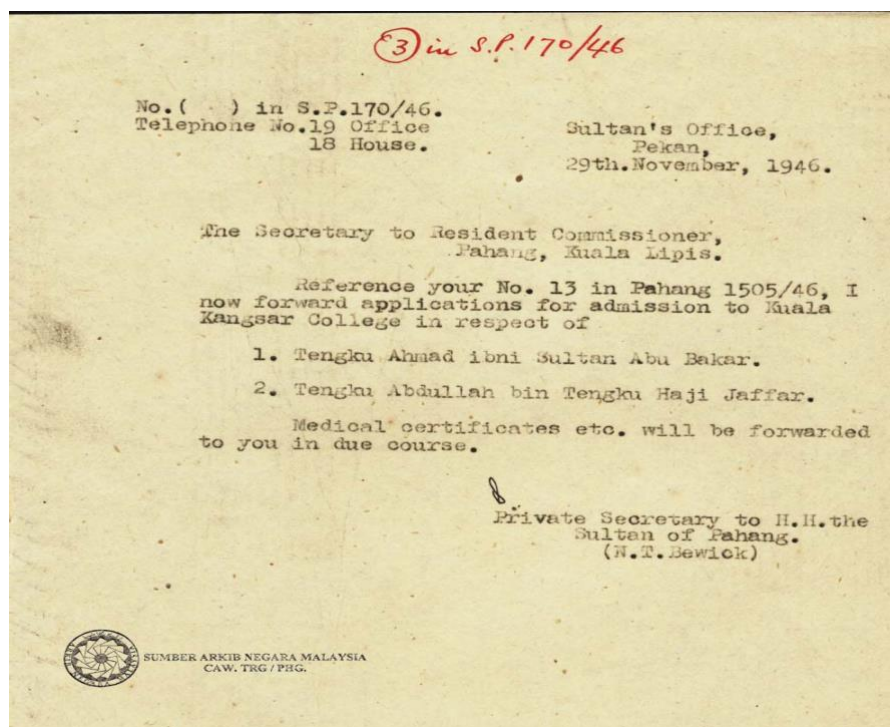 (3) in S.P.170/46
No.(   ) in S.P.170/46.
Telephone No.19 Office
18 House.
Sultan's Office,
Pekan,
29th.November, 1946.
The Secretary to Resident Commissioner,
Pahang, Kuala Lipis.
Reference your No. 13 in Pahang 1505/46, I
now forward applications for admission to Kuala
Kangsar College in respect of
1. Tengku Ahmad ibni Sultan Abu Bakar.
2. Tengku Abdullah bin Tengku Haji Jaffar.
Medical certificates etc. will be forwarded
to you in due course.
Private Secretary to H.H.the
Sultan of Pahang.
(N.T.Bewick)
SUMBER ARKIB NEGARA MALAYSIA
CAW. TRG / PHG.